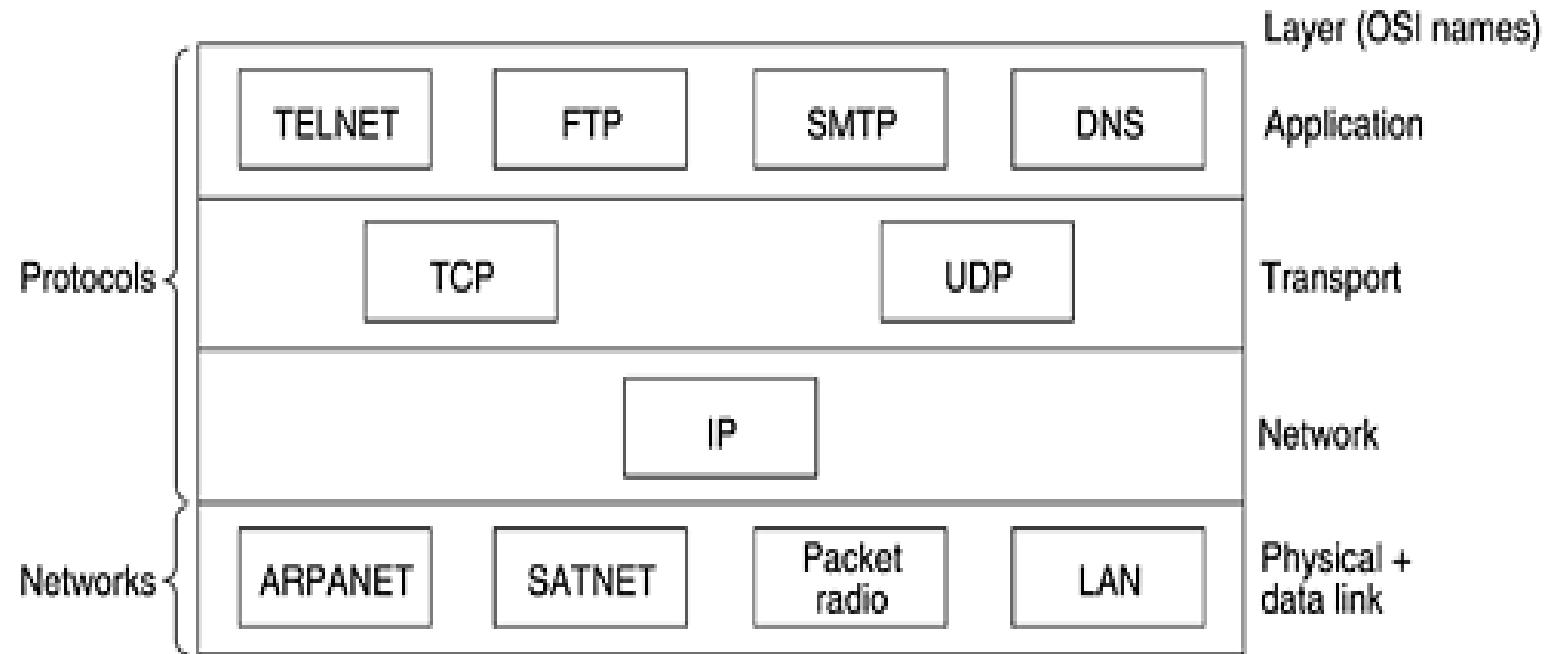 Layer (OSI names)
TELNET FTP SMTP DNS Application
Protocols TCP UDP Transport
IP Network
Networks ARPANET SATNET Packet radio LAN Physical + data link